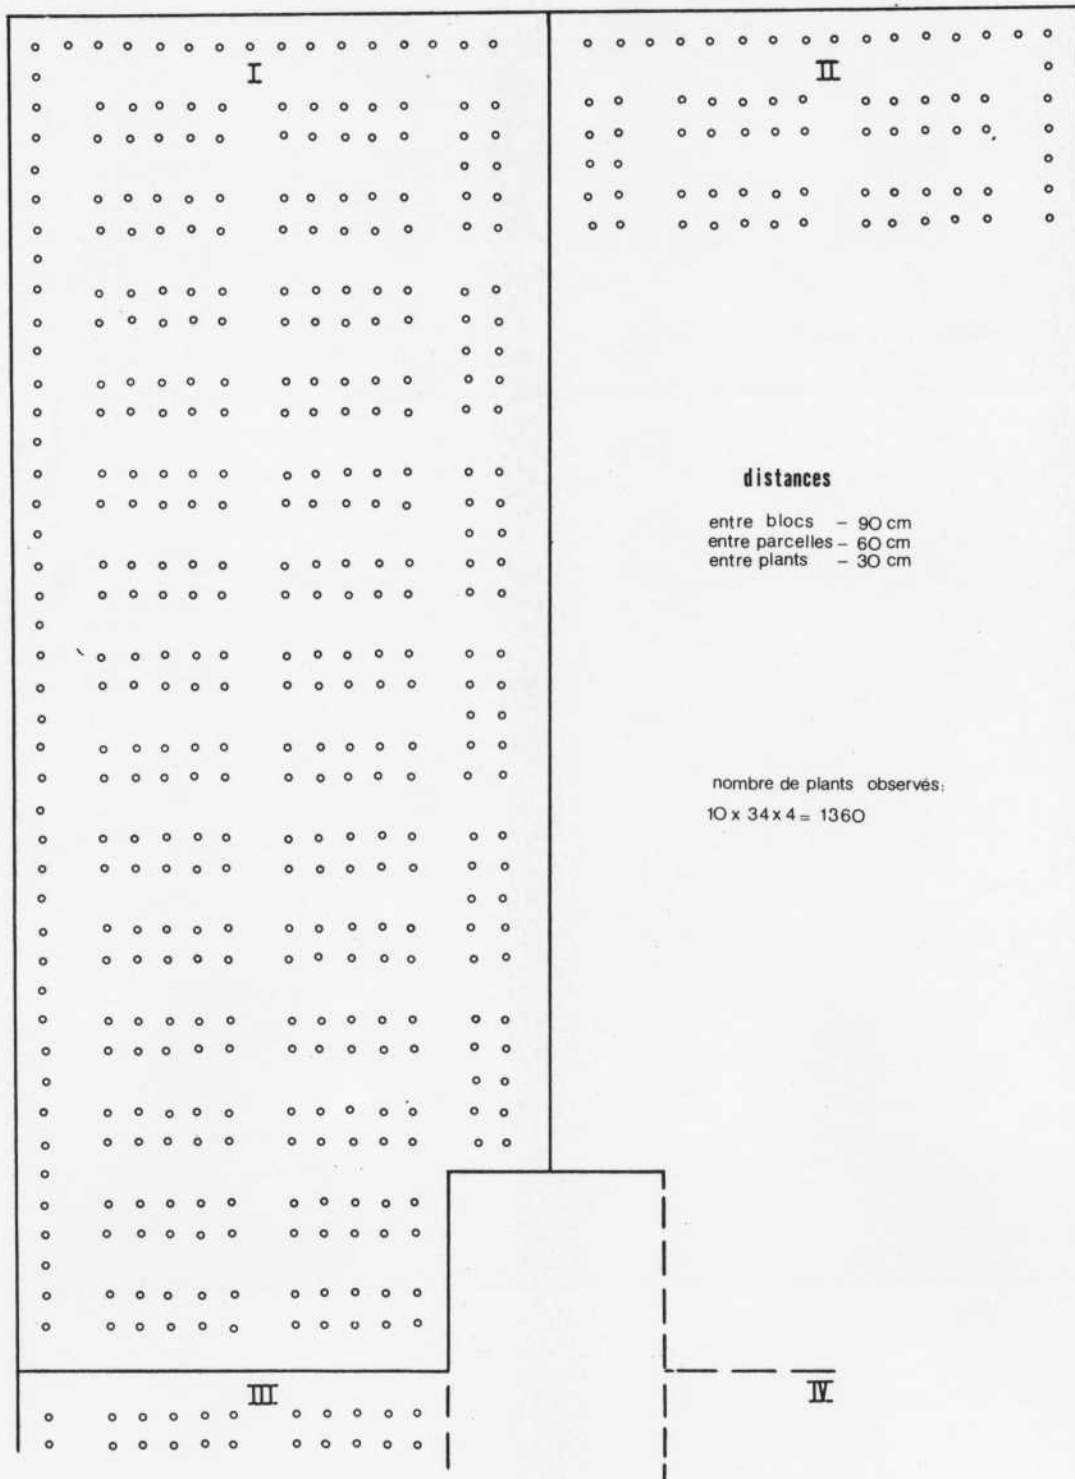 I
II
distances
entre blocs – 90 cm
entre parcelles – 60 cm
entre plants – 30 cm
nombre de plants observés:
10 x 34 x 4 = 1360
III
IV